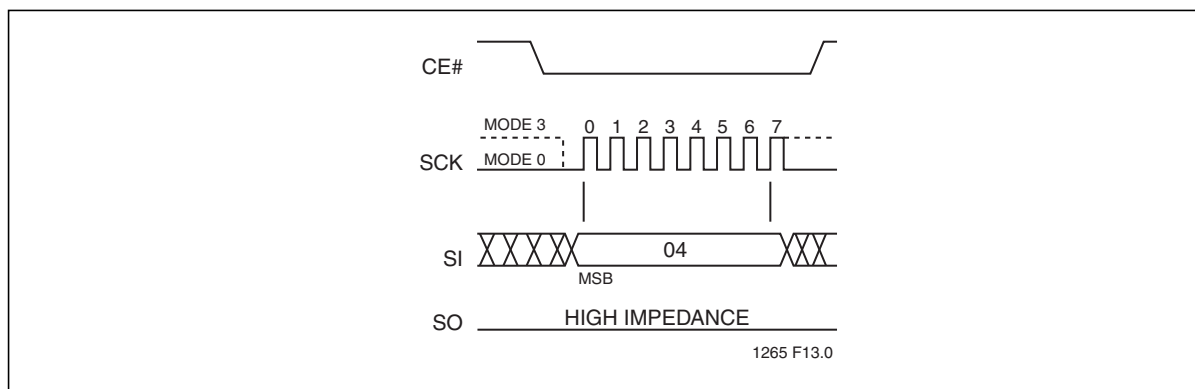 CE#
MODE 3
0 1 2 3 4 5 6 7
SCK
MODE 0
SI
04
MSB
SO
HIGH IMPEDANCE
1265 F13.0